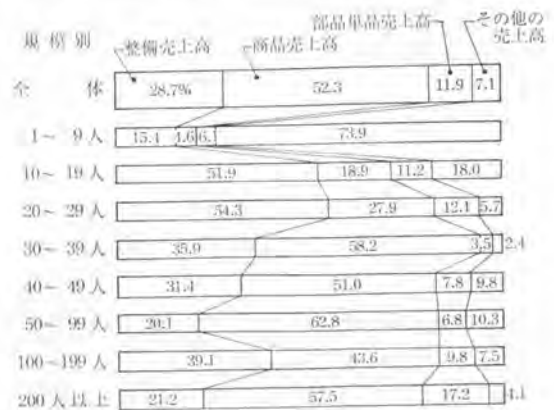 規模別
整備売上高
商品売上高
部品単品売上高
その他の
売上高
全体 28.7% 52.3 11.9 7.1
1~ 9人 15.4 4.6 6.1 73.9
10~ 19人 51.9 18.9 11.2 18.0
20~ 29人 54.3 27.9 12.1 5.7
30~ 39人 35.9 58.2 3.5 2.4
40~ 49人 31.4 51.0 7.8 9.8
50~ 99人 20.1 62.8 6.8 10.3
100~199人 39.1 43.6 9.8 7.5
200人以上 21.2 57.5 17.2 4.1